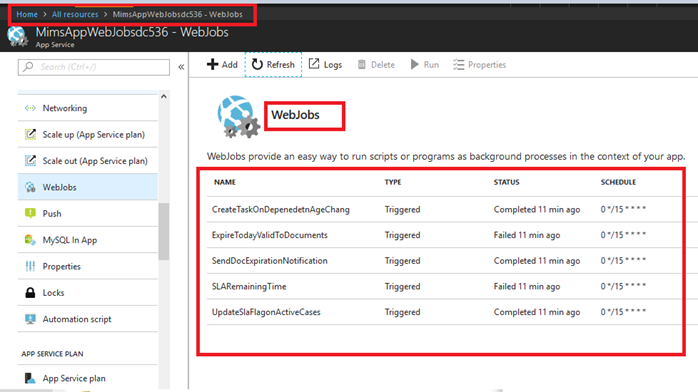 Home > All resources > MimsAppWebJobsdc536 - WebJobs
MimsAppWebJobsdc536 - WebJobs
App Service
Search (Ctrl+/)
Networking
Scale up (App Service plan)
Scale out (App Service plan)
WebJobs
Push
MySQL In App
Properties
Locks
Automation script
APP SERVICE PLAN
App Service plan
Add Refresh Logs Delete Run Properties
WebJobs
WebJobs provide an easy way to run scripts or programs as background processes in the context of your app.
NAME TYPE STATUS SCHEDULE
CreateTaskOnDepenedetnAgeChang Triggered Completed 11 min ago 0 */15 * * * *
ExpireTodayValidToDocuments Triggered Failed 11 min ago 0 */15 * * * *
SendDocExpirationNotification Triggered Completed 11 min ago 0 */15 * * * *
SLARemainingTime Triggered Failed 11 min ago 0 */15 * * * *
UpdateSlaFlagonActiveCases Triggered Completed 11 min ago 0 */15 * * * *